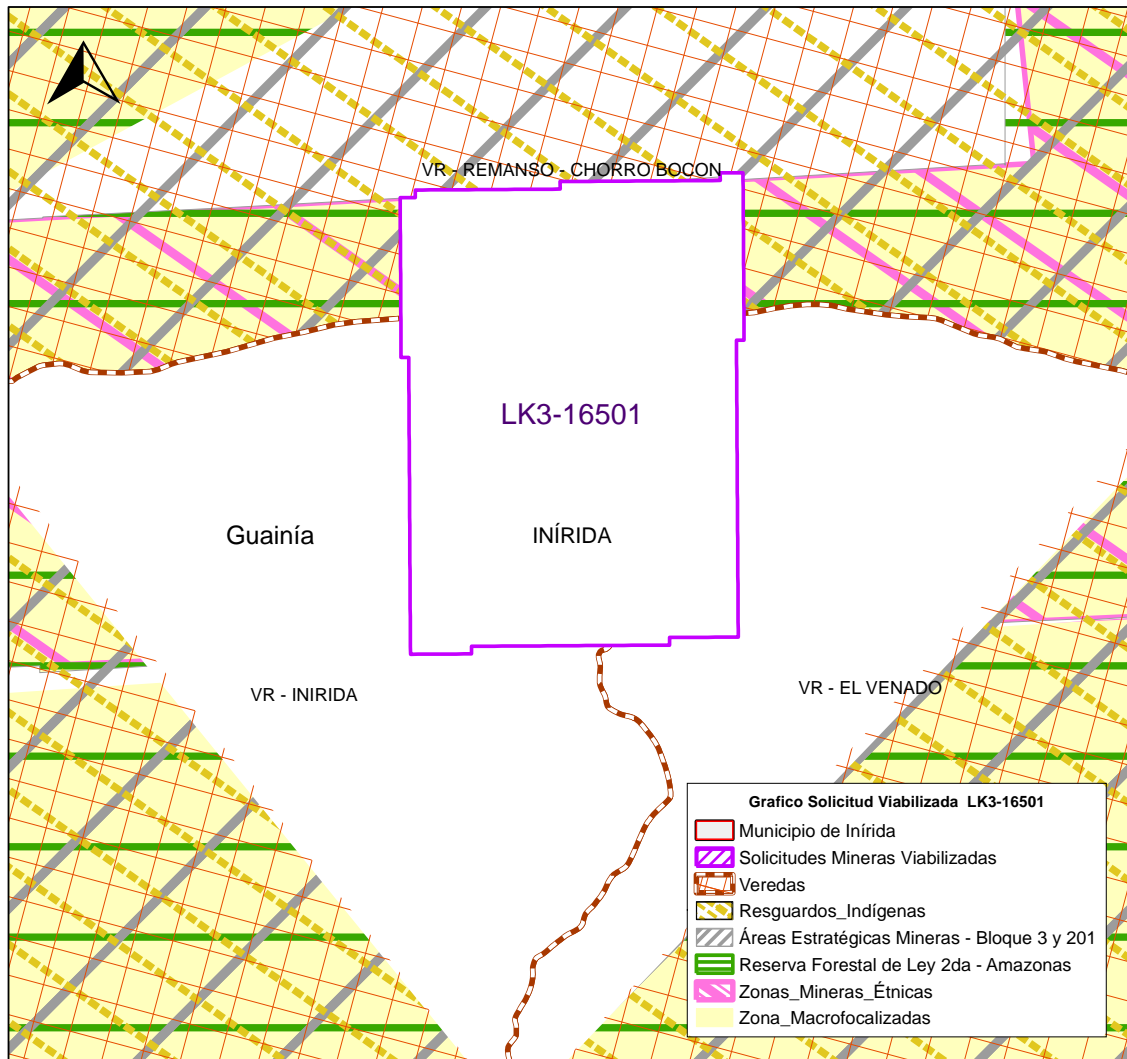 VR - REMANSO - CHORRO BOCON
LK3-16501
Guainía
INÍRIDA
VR - INIRIDA
VR - EL VENADO
Grafico Solicitud Viabilizada LK3-16501
Municipio de Inírida
Solicitudes Mineras Viabilizadas
Veredas
Resguardos_Indígenas
Áreas Estratégicas Mineras - Bloque 3 y 201
Reserva Forestal de Ley 2da - Amazonas
Zonas_Mineras_Étnicas
Zona_Macrofocalizadas